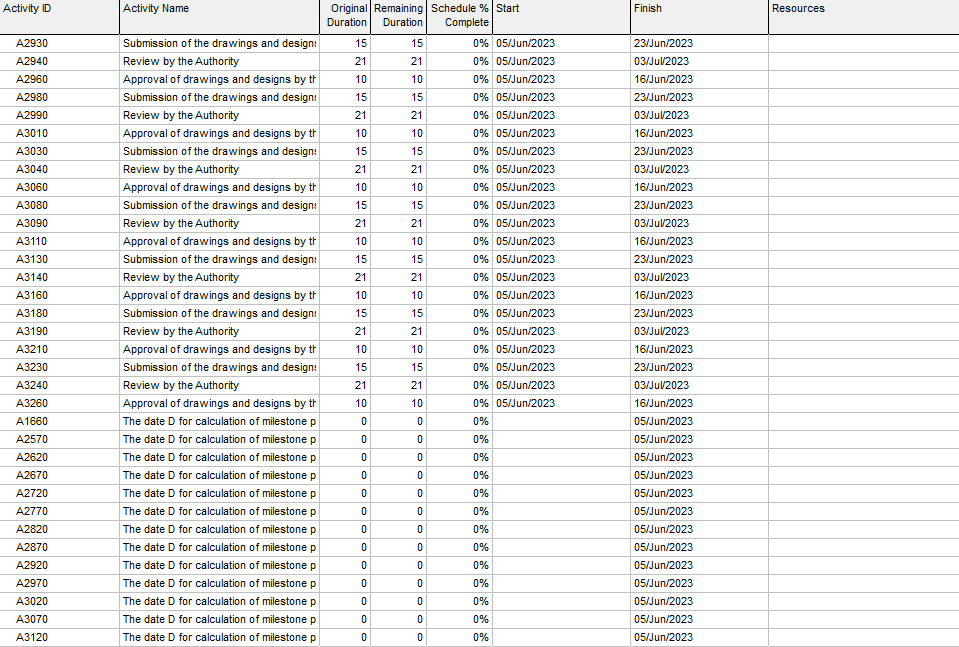 Activity ID Activity Name Original Duration Remaining Duration Schedule % Complete Start Finish Resources
A2930 Submission of the drawings and designs 15 15 0% 05/Jun/2023 23/Jun/2023
A2940 Review by the Authority 21 21 0% 05/Jun/2023 03/Jul/2023
A2960 Approval of drawings and designs by th 10 10 0% 05/Jun/2023 16/Jun/2023
A2980 Submission of the drawings and designs 15 15 0% 05/Jun/2023 23/Jun/2023
A2990 Review by the Authority 21 21 0% 05/Jun/2023 03/Jul/2023
A3010 Approval of drawings and designs by th 10 10 0% 05/Jun/2023 16/Jun/2023
A3030 Submission of the drawings and designs 15 15 0% 05/Jun/2023 23/Jun/2023
A3040 Review by the Authority 21 21 0% 05/Jun/2023 03/Jul/2023
A3060 Approval of drawings and designs by th 10 10 0% 05/Jun/2023 16/Jun/2023
A3080 Submission of the drawings and designs 15 15 0% 05/Jun/2023 23/Jun/2023
A3090 Review by the Authority 21 21 0% 05/Jun/2023 03/Jul/2023
A3110 Approval of drawings and designs by th 10 10 0% 05/Jun/2023 16/Jun/2023
A3130 Submission of the drawings and designs 15 15 0% 05/Jun/2023 23/Jun/2023
A3140 Review by the Authority 21 21 0% 05/Jun/2023 03/Jul/2023
A3160 Approval of drawings and designs by th 10 10 0% 05/Jun/2023 16/Jun/2023
A3180 Submission of the drawings and designs 15 15 0% 05/Jun/2023 23/Jun/2023
A3190 Review by the Authority 21 21 0% 05/Jun/2023 03/Jul/2023
A3210 Approval of drawings and designs by th 10 10 0% 05/Jun/2023 16/Jun/2023
A3230 Submission of the drawings and designs 15 15 0% 05/Jun/2023 23/Jun/2023
A3240 Review by the Authority 21 21 0% 05/Jun/2023 03/Jul/2023
A3260 Approval of drawings and designs by th 10 10 0% 05/Jun/2023 16/Jun/2023
A1660 The date D for calculation of milestone p 0 0 0% 05/Jun/2023
A2570 The date D for calculation of milestone p 0 0 0% 05/Jun/2023
A2620 The date D for calculation of milestone p 0 0 0% 05/Jun/2023
A2670 The date D for calculation of milestone p 0 0 0% 05/Jun/2023
A2720 The date D for calculation of milestone p 0 0 0% 05/Jun/2023
A2770 The date D for calculation of milestone p 0 0 0% 05/Jun/2023
A2820 The date D for calculation of milestone p 0 0 0% 05/Jun/2023
A2870 The date D for calculation of milestone p 0 0 0% 05/Jun/2023
A2920 The date D for calculation of milestone p 0 0 0% 05/Jun/2023
A2970 The date D for calculation of milestone p 0 0 0% 05/Jun/2023
A3020 The date D for calculation of milestone p 0 0 0% 05/Jun/2023
A3070 The date D for calculation of milestone p 0 0 0% 05/Jun/2023
A3120 The date D for calculation of milestone p 0 0 0% 05/Jun/2023